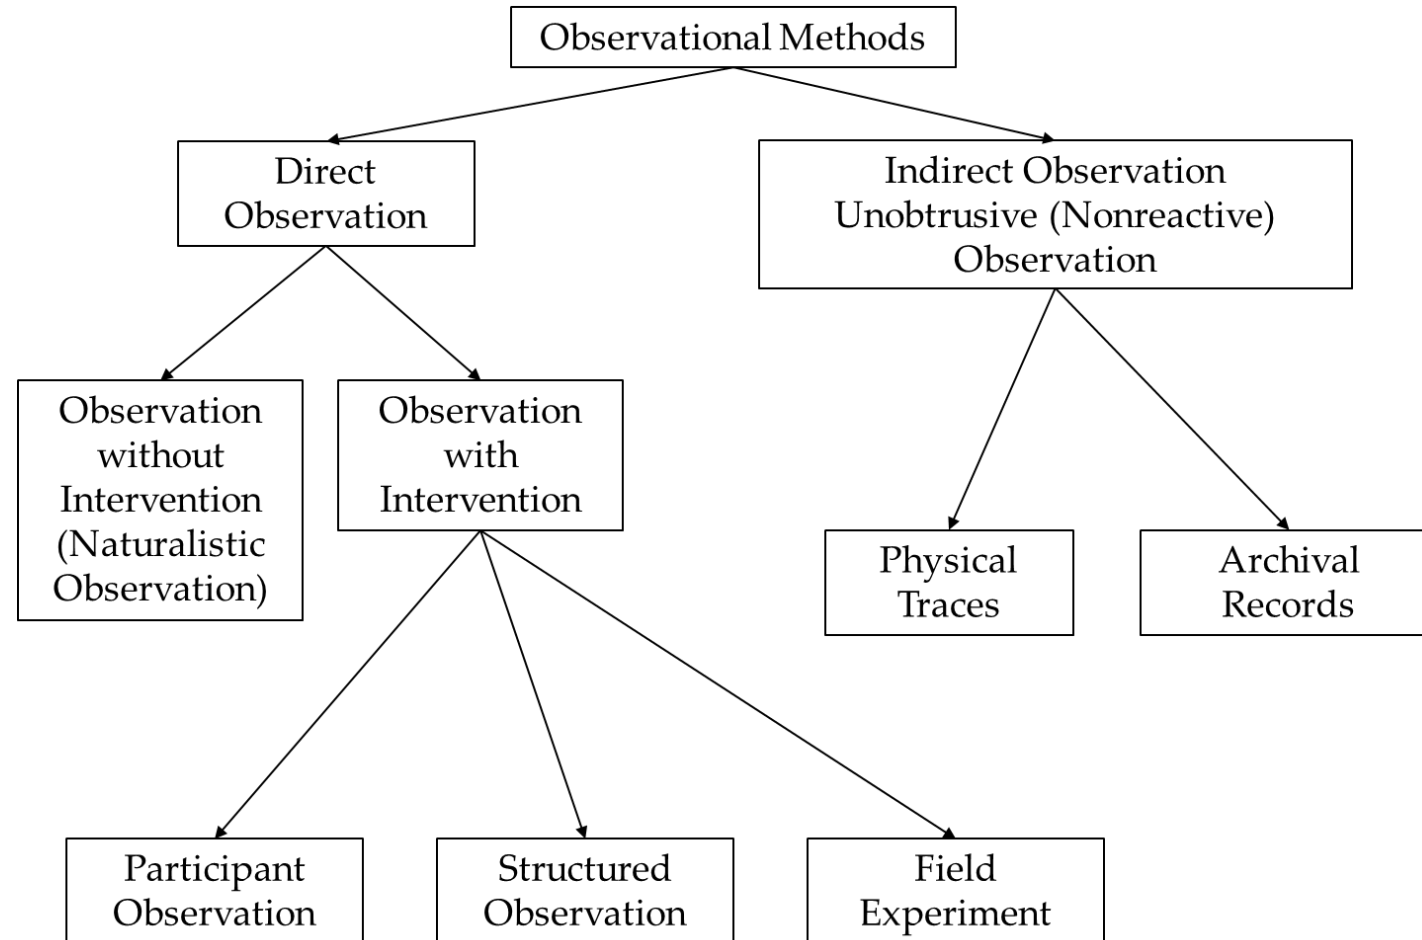 Observational Methods
Direct
Observation
Indirect Observation
Unobtrusive (Nonreactive)
Observation
Observation
without
Intervention
(Naturalistic
Observation)
Observation
with
Intervention
Physical
Traces
Archival
Records
Participant
Observation
Structured
Observation
Field
Experiment